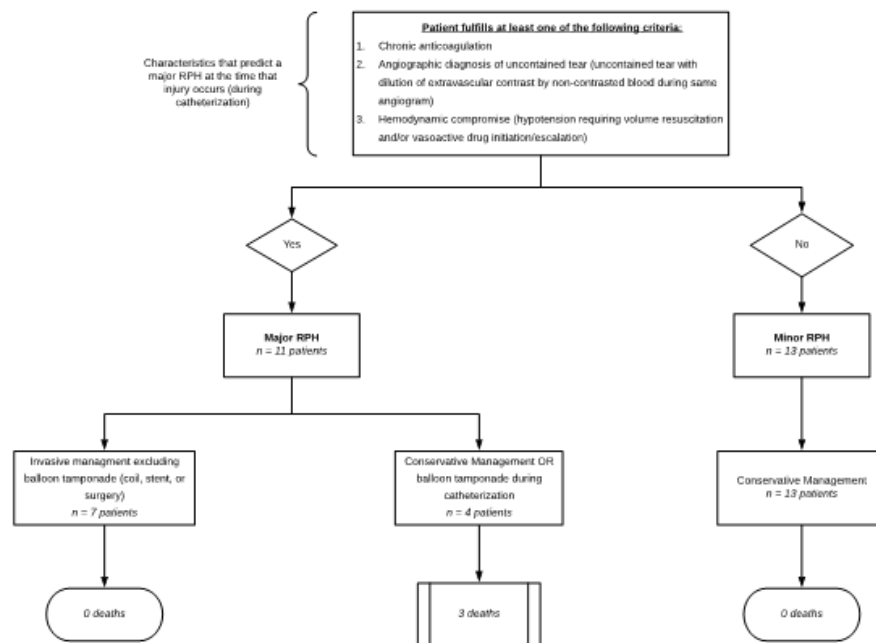 Patient fulfills at least one of the following criteria:
1. Chronic anticoagulation
2. Angiographic diagnosis of uncontained tear (uncontained tear with
dilution of extravascular contrast by non-contrasted blood during same
angiogram)
3. Hemodynamic compromise (hypotension requiring volume resuscitation
and/or vasoactive drug initiation/escalation)
Characteristics that predict a
major RPH at the time that
injury occurs (during
catheterization)
Yes
No
Major RPH
n = 11 patients
Minor RPH
n = 13 patients
Invasive managment excluding
balloon tamponade (coil, stent, or
surgery)
n = 7 patients
Conservative Management OR
balloon tamponade during
catheterization
n = 4 patients
Conservative Management
n = 13 patients
0 deaths
3 deaths
0 deaths